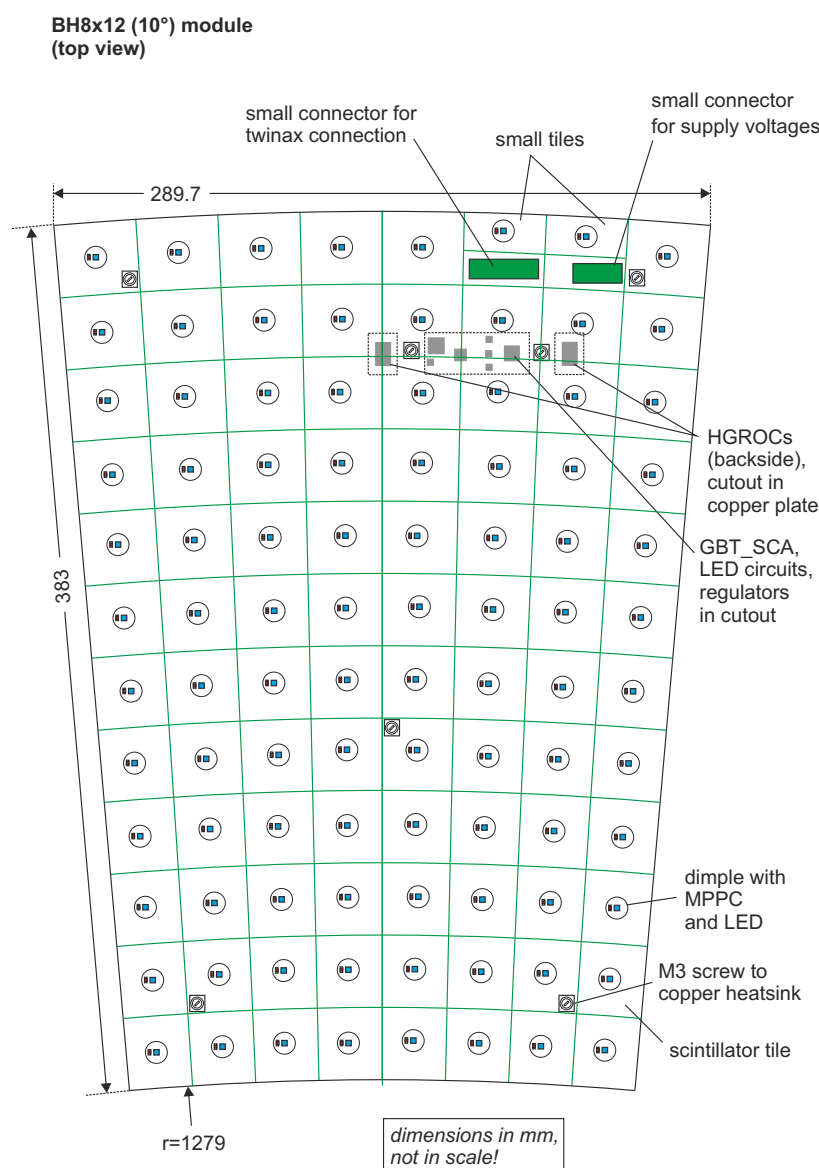 BH8x12 (10°) module
(top view)
small connector for
twinax connection
small tiles
small connector
for supply voltages
289.7
383
HGROCs
(backside),
cutout in
copper plate
GBT_SCA,
LED circuits,
regulators
in cutout
dimple with
MPPC
and LED
M3 screw to
copper heatsink
scintillator tile
r=1279
dimensions in mm,
not in scale!